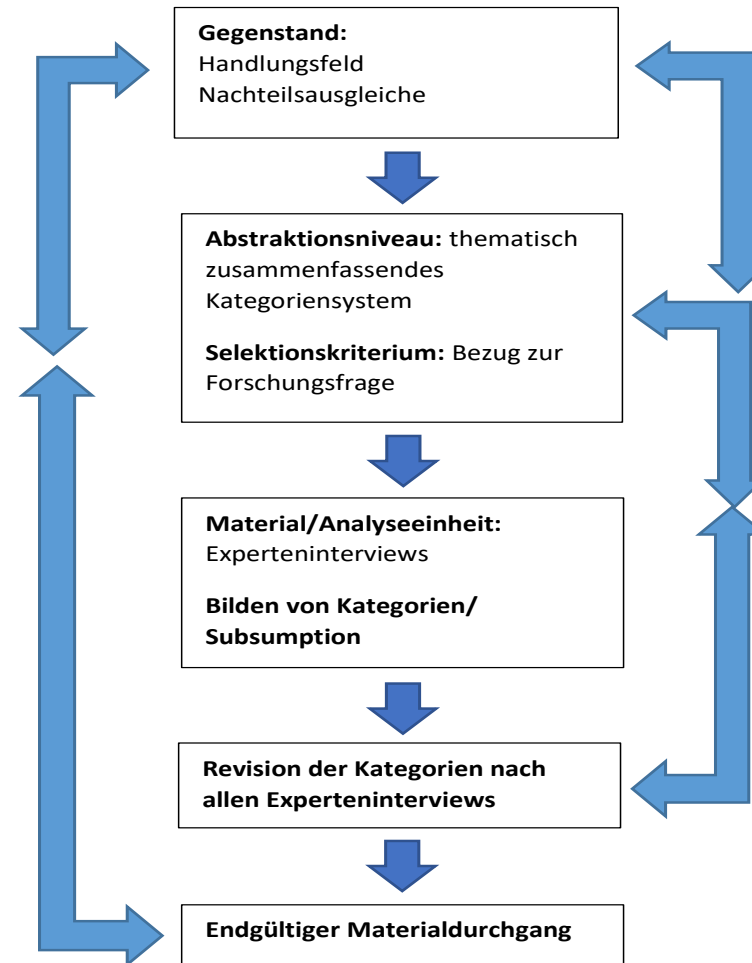 Gegenstand:
Handlungsfeld
Nachteilsausgleiche
Abstraktionsniveau: thematisch
zusammenfassendes
Kategoriensystem
Selektionskriterium: Bezug zur
Forschungsfrage
Material/Analyseeinheit:
Experteninterviews
Bilden von Kategorien/
Subsumption
Revision der Kategorien nach
allen Experteninterviews
Endgültiger Materialdurchgang